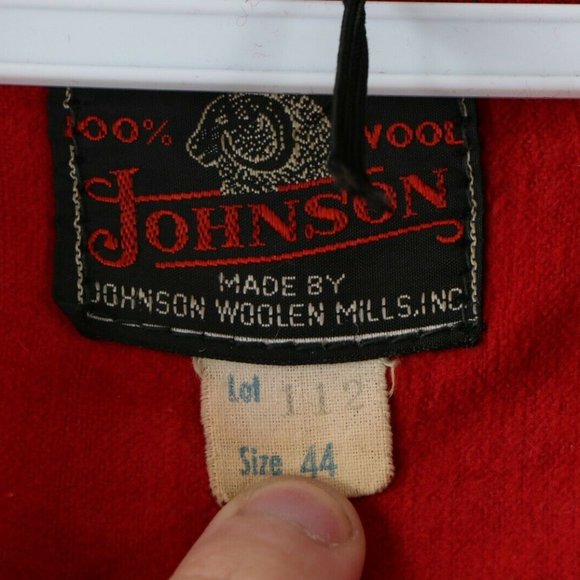 100% WOOL
JOHNSON
MADE BY
JOHNSON WOOLEN MILLS, INC
Lot 112
Size 44